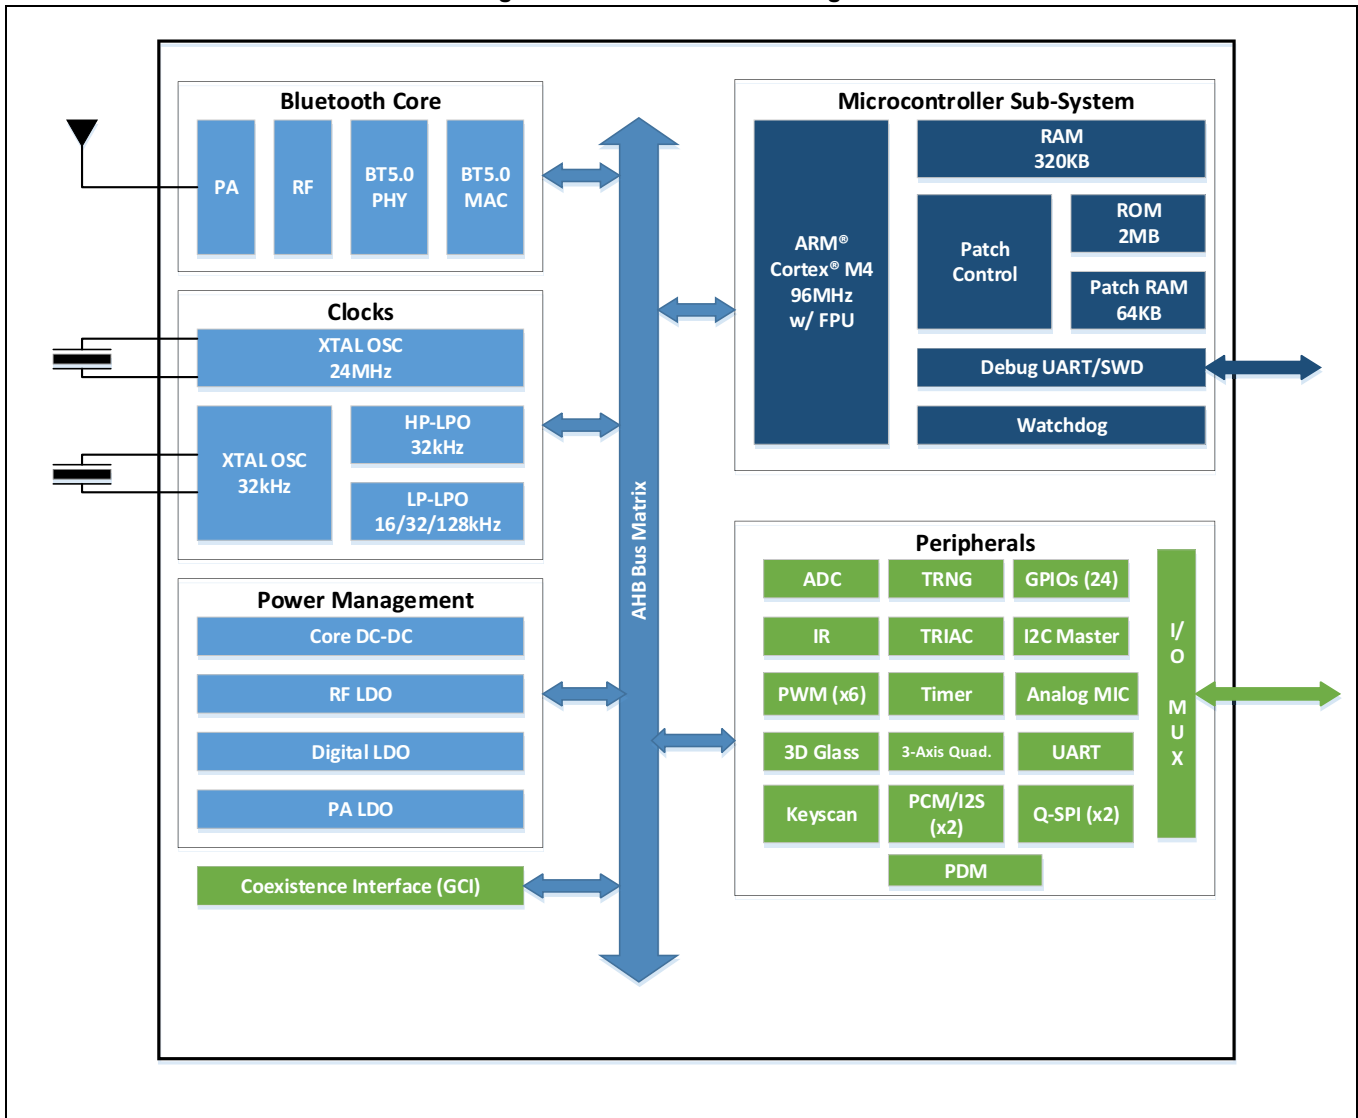 Bluetooth Core
PA
RF
BT5.0
PHY
BT5.0
MAC
Clocks
XTAL OSC
24MHz
XTAL OSC
32kHz
HP-LPO
32kHz
LP-LPO
16/32/128kHz
Power Management
Core DC-DC
RF LDO
Digital LDO
PA LDO
Coexistence Interface (GCI)
AHB Bus Matrix
Microcontroller Sub-System
ARM®
Cortex® M4
96MHz
w/ FPU
RAM
320KB
Patch
Control
ROM
2MB
Patch RAM
64KB
Debug UART/SWD
Watchdog
Peripherals
ADC
TRNG
GPIOs (24)
IR
TRIAC
I2C Master
PWM (x6)
Timer
Analog MIC
3D Glass
3-Axis Quad.
UART
Keyscan
PCM/I2S
(x2)
Q-SPI (x2)
PDM
I/
O
M
U
X